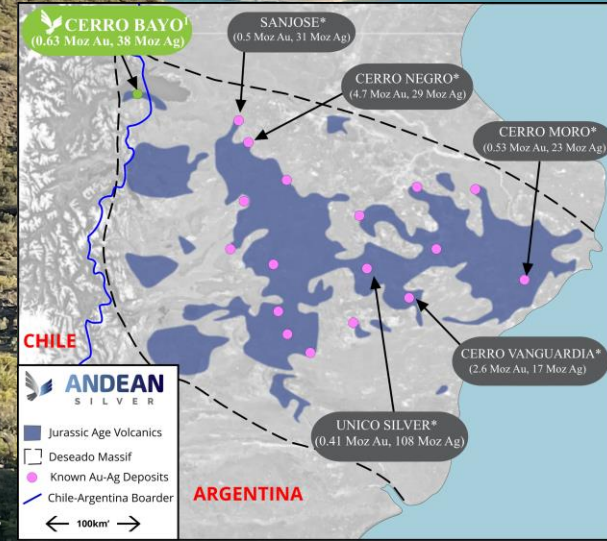 CERRO BAYO¹
(0.63 Moz Au, 38 Moz Ag)
SANJOSE*
(0.5 Moz Au, 31 Moz Ag)
CERRO NEGRO*
(4.7 Moz Au, 29 Moz Ag)
CERRO MORO*
(0.53 Moz Au, 23 Moz Ag)
CERRO VANGUARDIA*
(2.6 Moz Au, 17 Moz Ag)
UNICO SILVER*
(0.41 Moz Au, 108 Moz Ag)
CHILE
ARGENTINA
ANDEAN
SILVER
Jurassic Age Volcanics
Deseado Massif
Known Au-Ag Deposits
Chile-Argentina Boarder
100km'